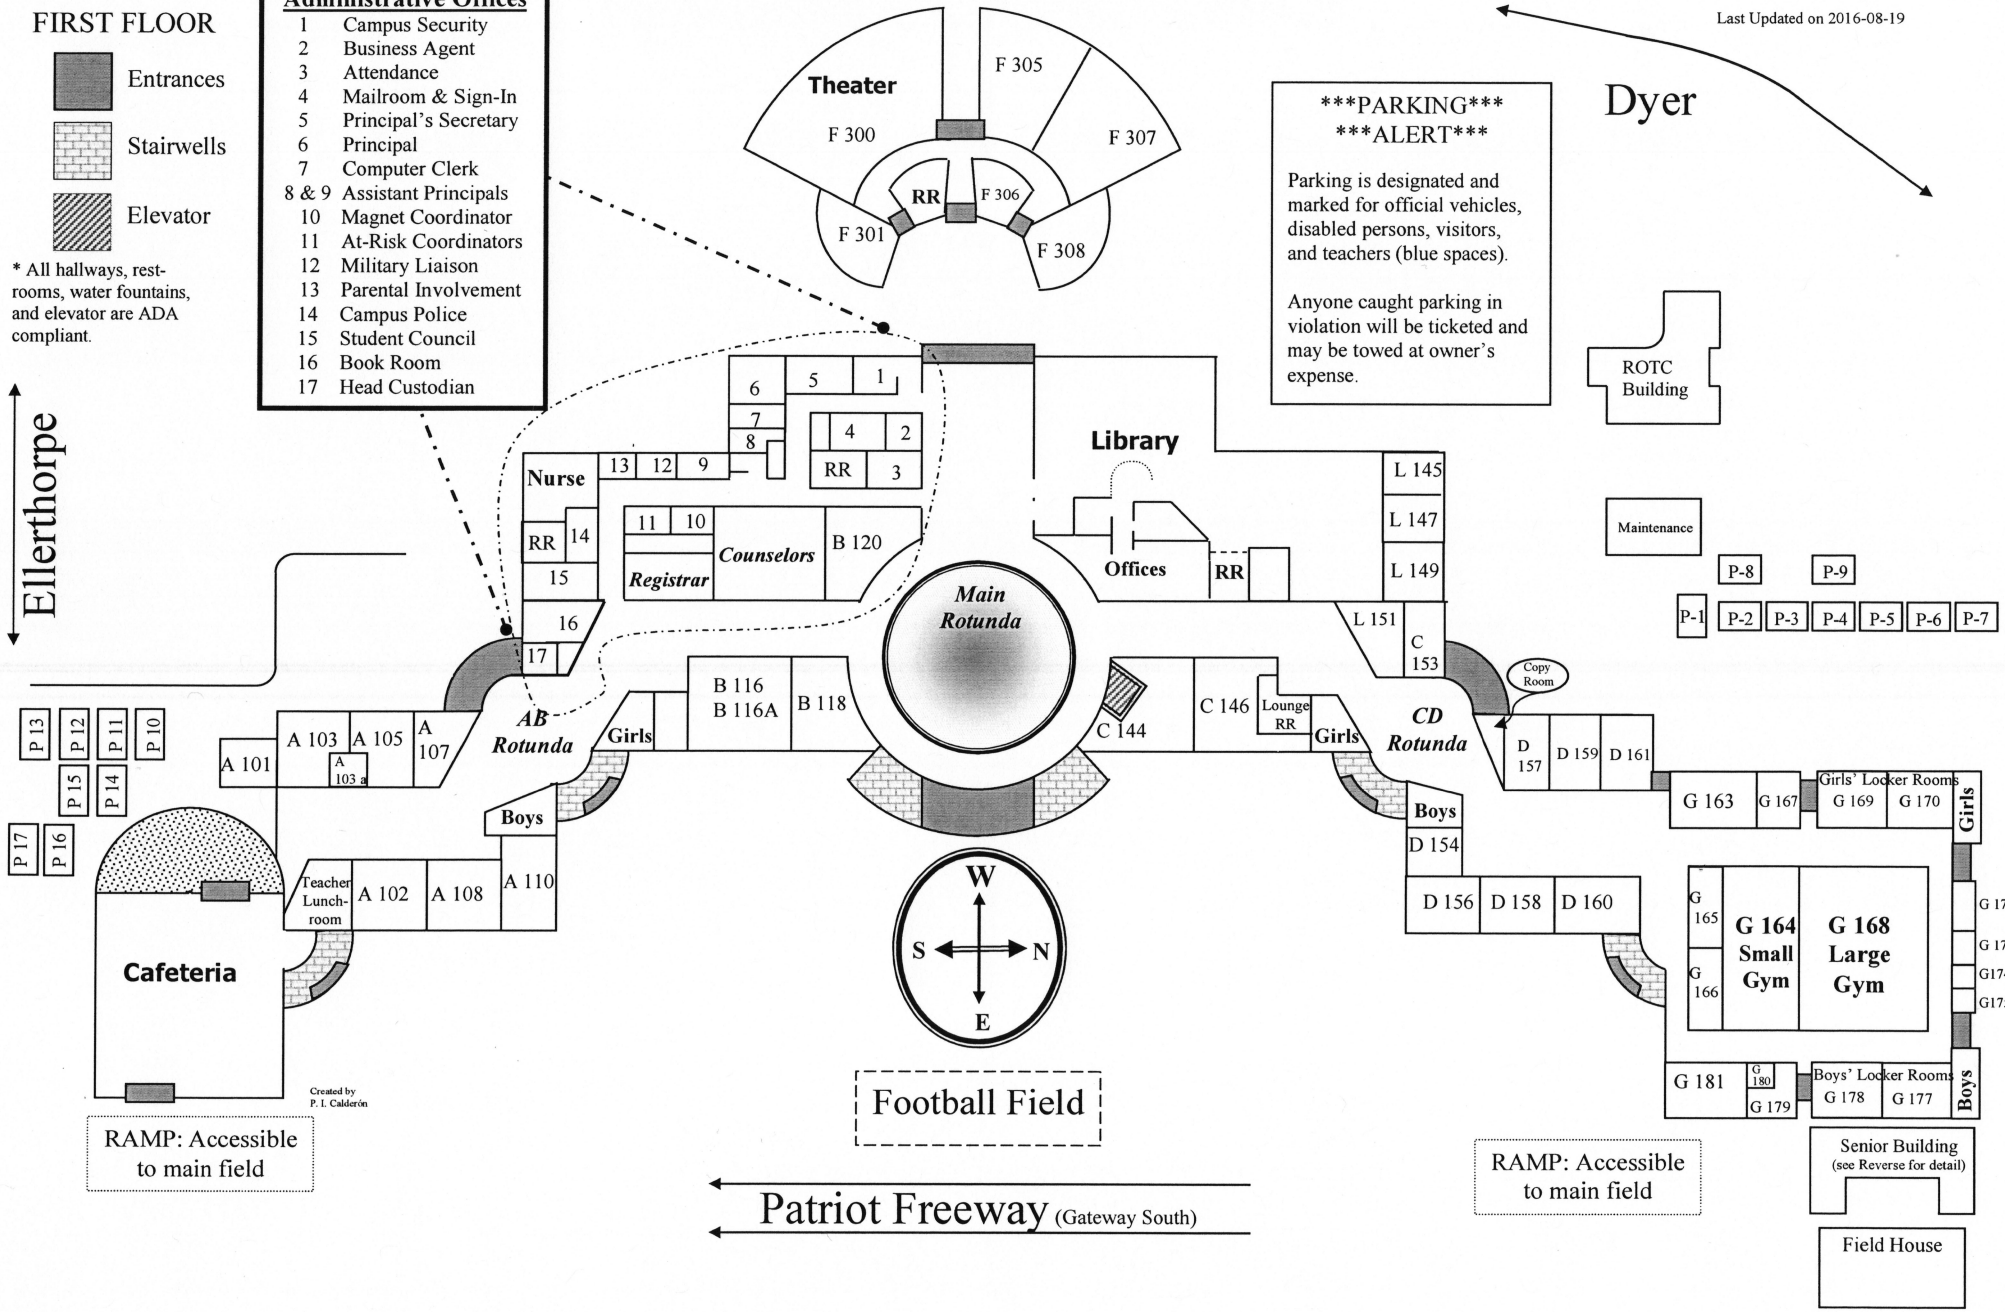 FIRST FLOOR
Entrances
Stairwells
Elevator
* All hallways, rest-
rooms, water fountains,
and elevator are ADA
compliant.
Administrative Offices
1 Campus Security
2 Business Agent
3 Attendance
4 Mailroom & Sign-In
5 Principal's Secretary
6 Principal
7 Computer Clerk
8 & 9 Assistant Principals
10 Magnet Coordinator
11 At-Risk Coordinators
12 Military Liaison
13 Parental Involvement
14 Campus Police
15 Student Council
16 Book Room
17 Head Custodian
Theater
F 300
F 305
F 307
RR
F 306
F 301
F 308
Last Updated on 2016-08-19
Dyer
***PARKING***
***ALERT***
Parking is designated and
marked for official vehicles,
disabled persons, visitors,
and teachers (blue spaces).
Anyone caught parking in
violation will be ticketed and
may be towed at owner's
expense.
ROTC
Building
Maintenance
P-8
P-9
P-1
P-2
P-3
P-4
P-5
P-6
P-7
Ellerthorpe
6
5
1
7
8
4
2
RR
3
Nurse
13
12
9
RR
14
15
16
17
11
10
Registrar
Counselors
B 120
Library
Offices
RR
L 145
L 147
L 149
L 151
C
153
Main
Rotunda
Copy
Room
P 13
P 12
P 11
P 10
P 15
P 14
P 17
P 16
A 101
A 103
A
103 a
A 105
A
107
AB
Rotunda
Girls
B 116
B 116A
B 118
C 144
C 146
Lounge
RR
Girls
CD
Rotunda
D
157
D 159
D 161
G 163
G 167
Girls' Locker Rooms
G 169
G 170
Girls
Boys
Boys
D 154
Teacher
Lunch-
room
A 102
A 108
A 110
D 156
D 158
D 160
G
165
G
166
G 164
Small
Gym
G 168
Large
Gym
G 17
G 17
G17
G17
Cafeteria
W
S
N
E
G 181
G
180
G 179
Boys' Locker Rooms
G 178
G 177
Boys
Created by
P. I. Calderón
Football Field
RAMP: Accessible
to main field
RAMP: Accessible
to main field
Senior Building
(see Reverse for detail)
Field House
Patriot Freeway (Gateway South)